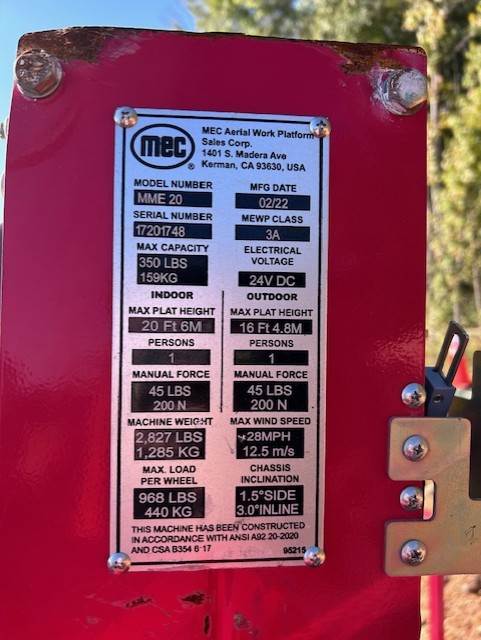 mec
MEC Aerial Work Platform
Sales Corp.
1401 S. Madera Ave
Kerman, CA 93630, USA
MODEL NUMBER
MME 20
MFG DATE
02/22
SERIAL NUMBER
17201748
MEWP CLASS
3A
MAX CAPACITY
350 LBS
159KG
ELECTRICAL
VOLTAGE
24V DC
INDOOR
MAX PLAT HEIGHT
20 Ft 6M
PERSONS
1
MANUAL FORCE
45 LBS
200 N
OUTDOOR
MAX PLAT HEIGHT
16 Ft 4.8M
PERSONS
1
MANUAL FORCE
45 LBS
200 N
MACHINE WEIGHT
2,827 LBS
1,285 KG
MAX WIND SPEED
28MPH
12.5 m/s
MAX. LOAD
PER WHEEL
968 LBS
440 KG
CHASSIS
INCLINATION
1.5°SIDE
3.0°INLINE
THIS MACHINE HAS BEEN CONSTRUCTED
IN ACCORDANCE WITH ANSI A92.20-2020
AND CSA B354 6 17
95215